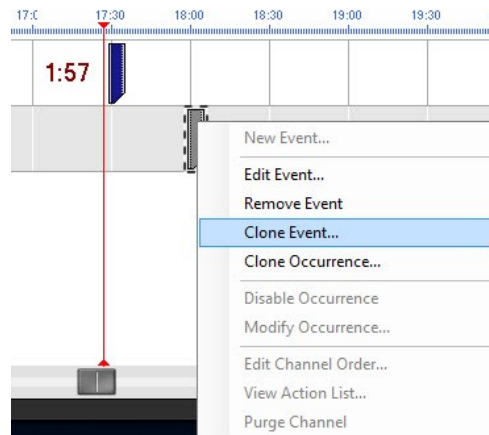 17:0 17:30 18:00 18:30 19:00 19:30
1:57
New Event...
Edit Event...
Remove Event
Clone Event...
Clone Occurrence...
Disable Occurrence
Modify Occurrence...
Edit Channel Order...
View Action List...
Purge Channel